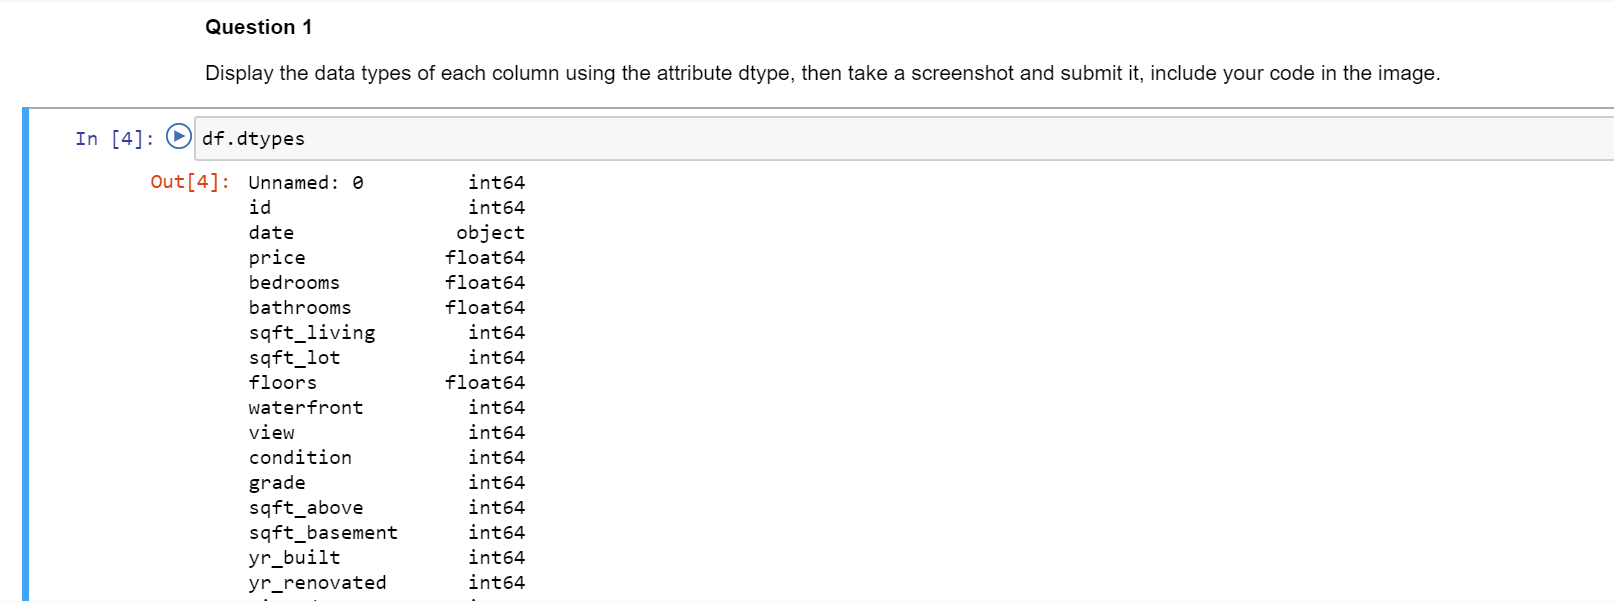 Question 1
Display the data types of each column using the attribute dtype, then take a screenshot and submit it, include your code in the image.
In [4]: df.dtypes
Out[4]: Unnamed: 0 int64
id int64
date object
price float64
bedrooms float64
bathrooms float64
sqft_living int64
sqft_lot int64
floors float64
waterfront int64
view int64
condition int64
grade int64
sqft_above int64
sqft_basement int64
yr_built int64
yr_renovated int64